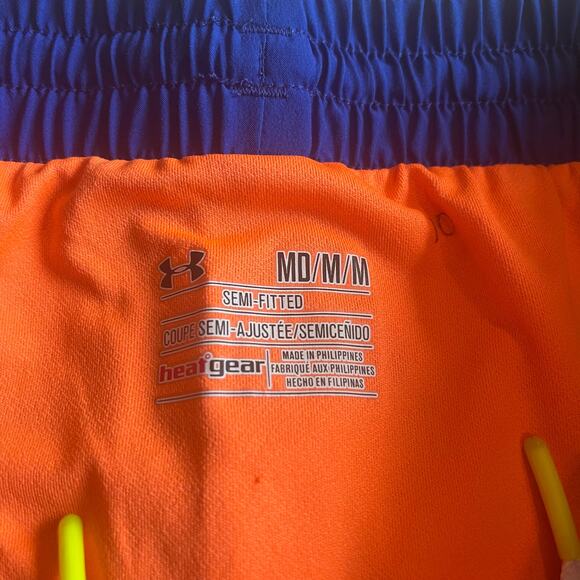 MD/M/M
SEMI-FITTED
COUPE SEMI-AJUSTÉE/SEMICEÑIDO
heatgear
MADE IN PHILIPPINES
FABRIQUÉ AUX PHILIPPINES
HECHO EN FILIPINAS